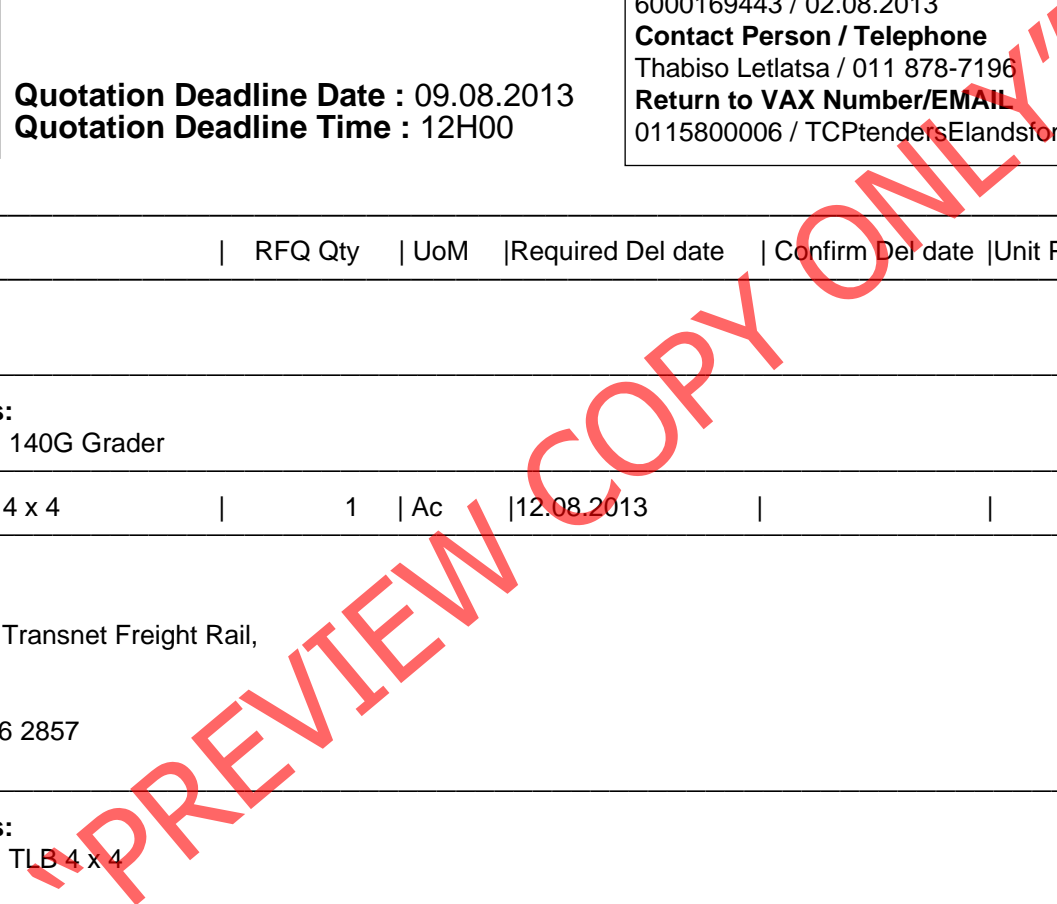 6000169443 / 02.08.2013
Contact Person / Telephone
Thabiso Letlatsa / 011 878-7196
Return to VAX Number/EMAIL
0115800006 / TCPtendersElandsfor
Quotation Deadline Date : 09.08.2013
Quotation Deadline Time : 12H00
| RFQ Qty | UoM |Required Del date | Confirm Del date |Unit P
s:
140G Grader
4 x 4 | 1 | Ac |12.08.2013 | |
Transnet Freight Rail,
6 2857
s:
TLB 4 x 4
“PREVIEW COPY ONLY”